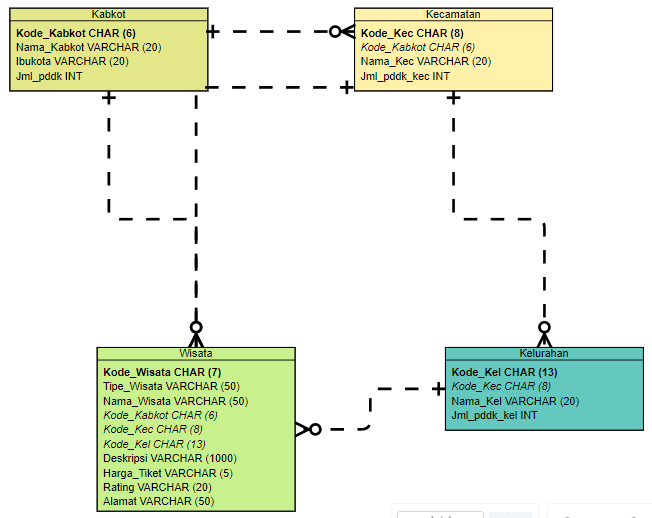 Kabkot
Kode_Kabkot CHAR (6)
Nama_Kabkot VARCHAR (20)
Ibukota VARCHAR (20)
Jml_pddk INT
Kecamatan
Kode_Kec CHAR (8)
Kode_Kabkot CHAR (6)
Nama_Kec VARCHAR (20)
Jml_pddk_kec INT
Wisata
Kode_Wisata CHAR (7)
Tipe_Wisata VARCHAR (50)
Nama_Wisata VARCHAR (50)
Kode_Kabkot CHAR (6)
Kode_Kec CHAR (8)
Kode_Kel CHAR (13)
Deskripsi VARCHAR (1000)
Harga_Tiket VARCHAR (5)
Rating VARCHAR (20)
Alamat VARCHAR (50)
Kelurahan
Kode_Kel CHAR (13)
Kode_Kec CHAR (8)
Nama_Kel VARCHAR (20)
Jml_pddk_kel INT